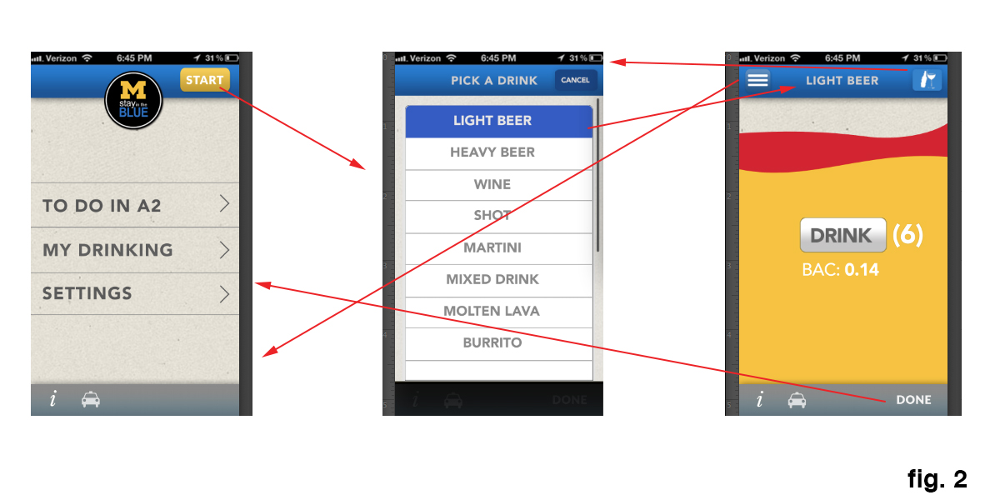 Verizon 6:45 PM 31%
START
M
stay in the
BLUE
TO DO IN A2
MY DRINKING
SETTINGS
i
Verizon 6:45 PM 31%
PICK A DRINK CANCEL
LIGHT BEER
HEAVY BEER
WINE
SHOT
MARTINI
MIXED DRINK
MOLTEN LAVA
BURRITO
i DONE
Verizon 6:45 PM 31%
LIGHT BEER
DRINK (6)
BAC: 0.14
i DONE
fig. 2